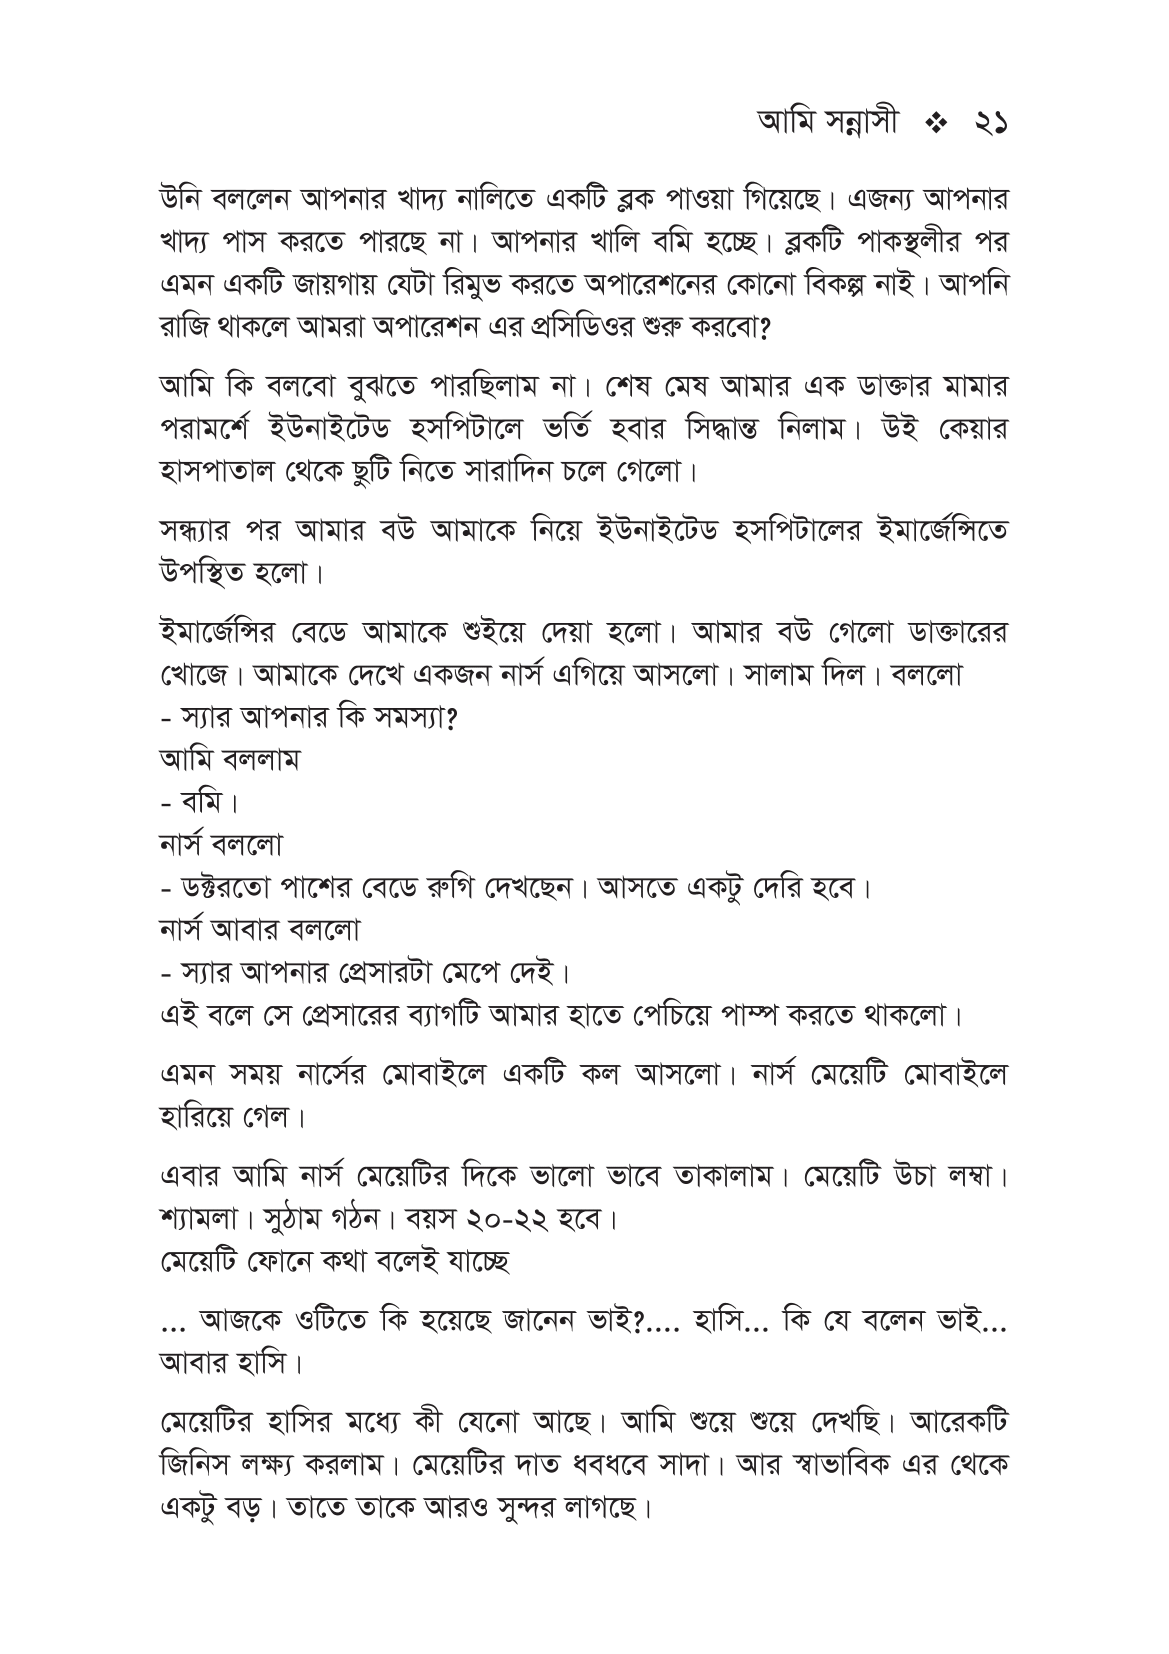 আমি সন্নাসী ❖ ২১
উনি বললেন আপনার খাদ্য নালিতে একটি ব্লক পাওয়া গিয়েছে। এজন্য আপনার
খাদ্য পাস করতে পারছে না। আপনার খালি বমি হচ্ছে। ব্লকটি পাকস্থলীর পর
এমন একটি জায়গায় যেটা রিমুভ করতে অপারেশনের কোনো বিকল্প নাই। আপনি
রাজি থাকলে আমরা অপারেশন এর প্রসিডিওর শুরু করবো?
আমি কি বলবো বুঝতে পারছিলাম না। শেষ মেষ আমার এক ডাক্তার মামার
পরামর্শে ইউনাইটেড হসপিটালে ভর্তি হবার সিদ্ধান্ত নিলাম। উই কেয়ার
হাসপাতাল থেকে ছুটি নিতে সারাদিন চলে গেলো।
সন্ধ্যার পর আমার বউ আমাকে নিয়ে ইউনাইটেড হসপিটালের ইমার্জেন্সিতে
উপস্থিত হলো।
ইমার্জেন্সির বেডে আমাকে শুইয়ে দেয়া হলো। আমার বউ গেলো ডাক্তারের
খোজে। আমাকে দেখে একজন নার্স এগিয়ে আসলো। সালাম দিল। বললো
- স্যার আপনার কি সমস্যা?
আমি বললাম
- বমি।
নার্স বললো
- ডক্টরতো পাশের বেডে রুগি দেখছেন। আসতে একটু দেরি হবে।
নার্স আবার বললো
- স্যার আপনার প্রেসারটা মেপে দেই।
এই বলে সে প্রেসারের ব্যাগটি আমার হাতে পেচিয়ে পাম্প করতে থাকলো।
এমন সময় নার্সের মোবাইলে একটি কল আসলো। নার্স মেয়েটি মোবাইলে
হারিয়ে গেল।
এবার আমি নার্স মেয়েটির দিকে ভালো ভাবে তাকালাম। মেয়েটি উচা লম্বা।
শ্যামলা। সুঠাম গঠন। বয়স ২০-২২ হবে।
মেয়েটি ফোনে কথা বলেই যাচ্ছে
... আজকে ওটিতে কি হয়েছে জানেন ভাই?.... হাসি... কি যে বলেন ভাই...
আবার হাসি।
মেয়েটির হাসির মধ্যে কী যেনো আছে। আমি শুয়ে শুয়ে দেখছি। আরেকটি
জিনিস লক্ষ্য করলাম। মেয়েটির দাত ধবধবে সাদা। আর স্বাভাবিক এর থেকে
একটু বড়। তাতে তাকে আরও সুন্দর লাগছে।